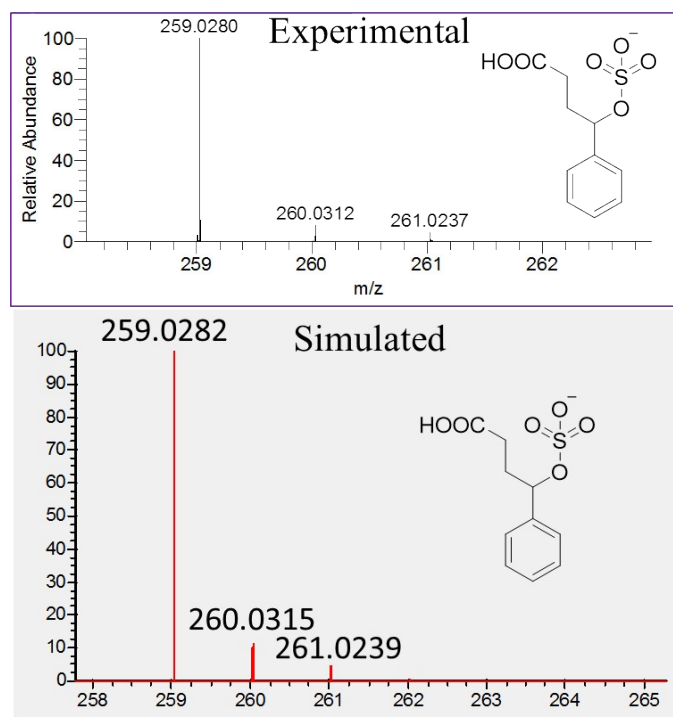 Experimental
259.0280
260.0312
261.0237
Relative Abundance
100
80
60
40
20
0
259
260
261
262
m/z
HOOC
O−
O
S
O
O
Simulated
259.0282
260.0315
261.0239
100
90
80
70
60
50
40
30
20
10
0
258
259
260
261
262
263
264
265
HOOC
O−
O
S
O
O